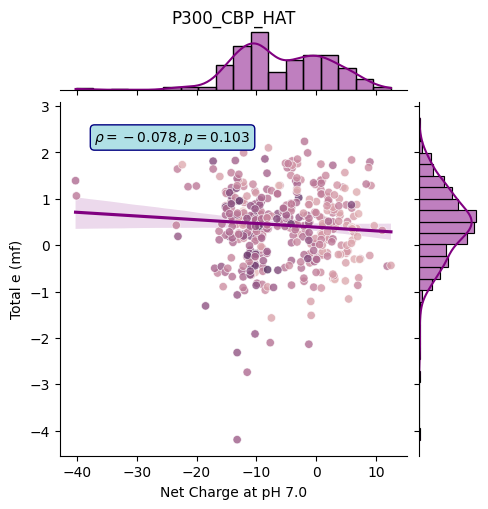 P300_CBP_HAT
ρ = −0.078, p = 0.103
Total e (mf)
3
2
1
0
−1
−2
−3
−4
−40 −30 −20 −10 0 10
Net Charge at pH 7.0